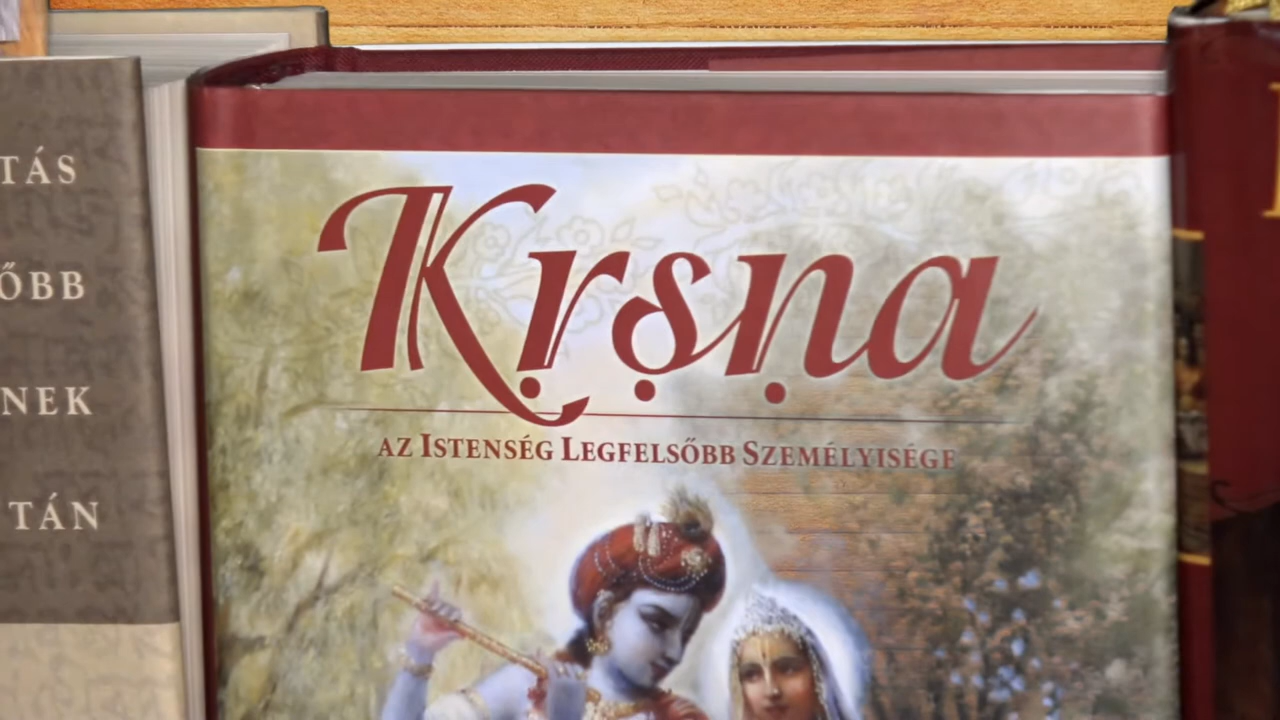 TÁS
ŐBB
NEK
TÁN
Kṛṣṇa
AZ ISTENSÉG LEGFELSŐBB SZEMÉLYISÉGE